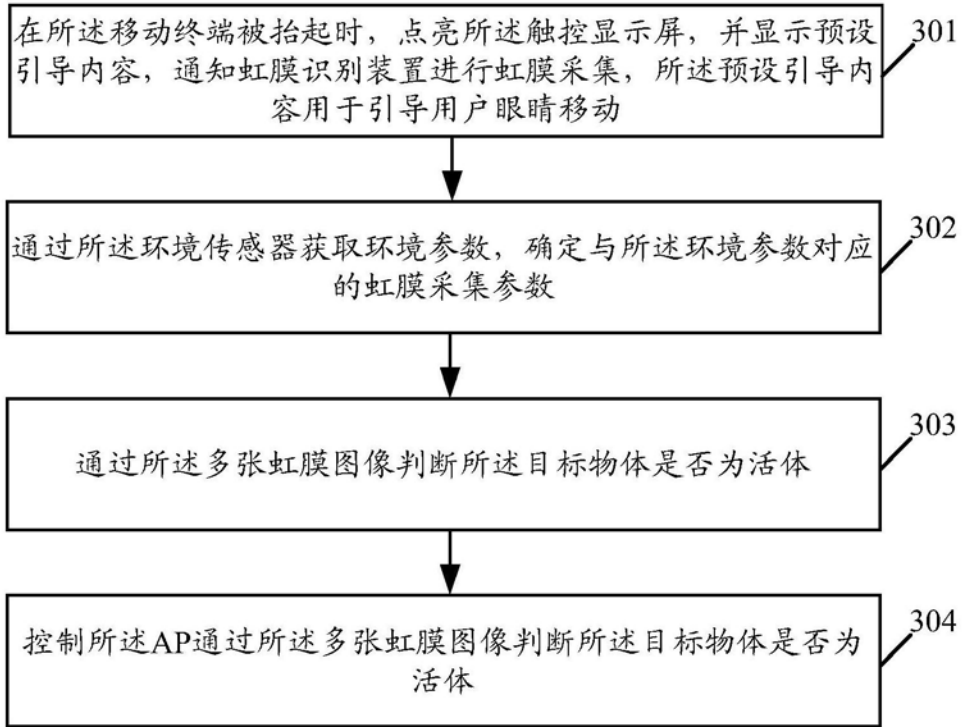 在所述移动终端被抬起时，点亮所述触控显示屏，并显示预设
引导内容，通知虹膜识别装置进行虹膜采集，所述预设引导内
容用于引导用户眼睛移动
301
通过所述环境传感器获取环境参数，确定与所述环境参数对应
的虹膜采集参数
302
通过所述多张虹膜图像判断所述目标物体是否为活体
303
控制所述AP通过所述多张虹膜图像判断所述目标物体是否为
活体
304